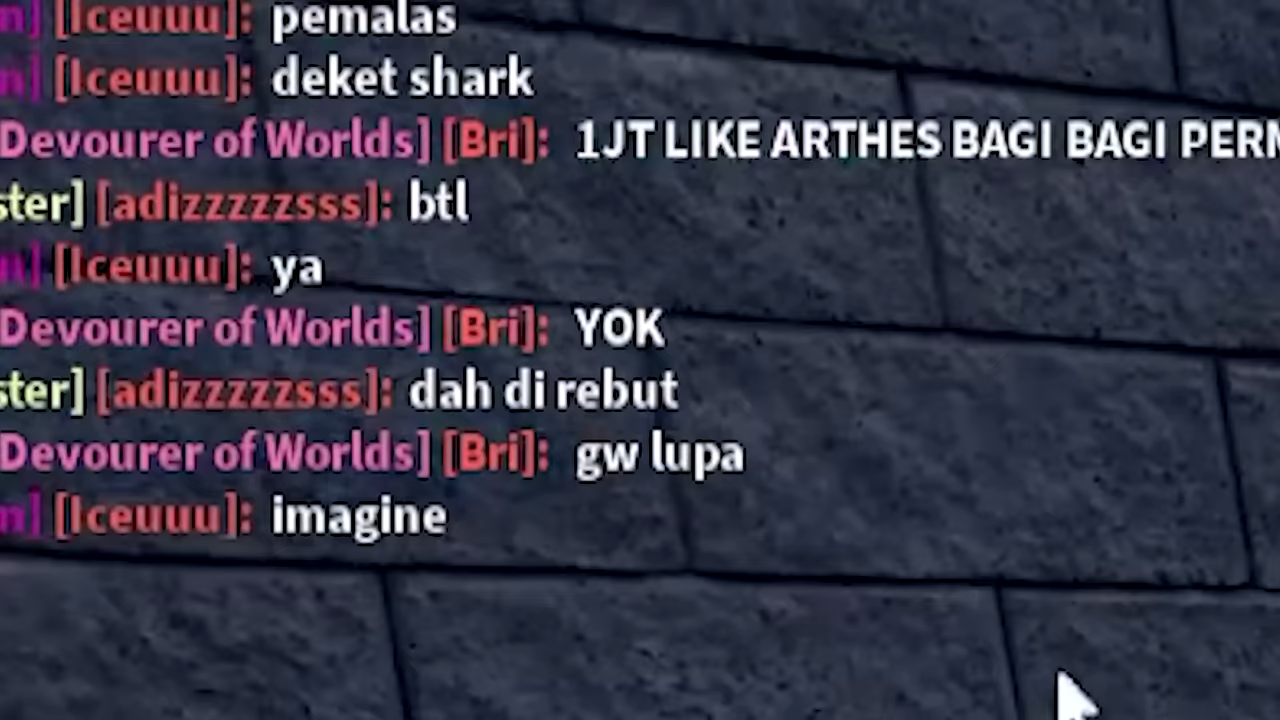 n] [Iceuuu]: pemalas
n] [Iceuuu]: deket shark
Devourer of Worlds] [Bri]: 1JT LIKE ARTHES BAGI BAGI PERM
ster] [adizzzzzsss]: btl
n] [Iceuuu]: ya
Devourer of Worlds] [Bri]: YOK
ster] [adizzzzzsss]: dah di rebut
Devourer of Worlds] [Bri]: gw lupa
n] [Iceuuu]: imagine